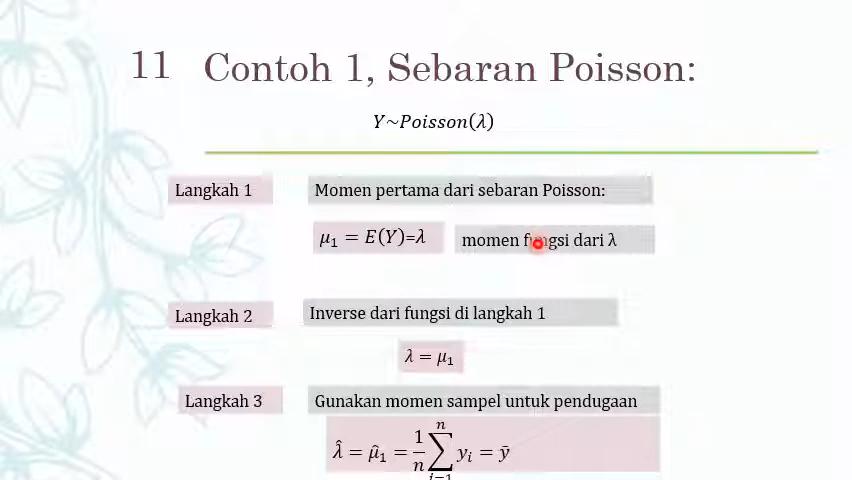 11 Contoh 1, Sebaran Poisson:
Y~Poisson(λ)
Langkah 1 Momen pertama dari sebaran Poisson:
μ₁ = E(Y)=λ momen fungsi dari λ
Langkah 2 Inverse dari fungsi di langkah 1
λ = μ₁
Langkah 3 Gunakan momen sampel untuk pendugaan
λ̂ = μ̂₁ = 1/n ∑ᵢ₌₁ⁿ yᵢ = ȳ